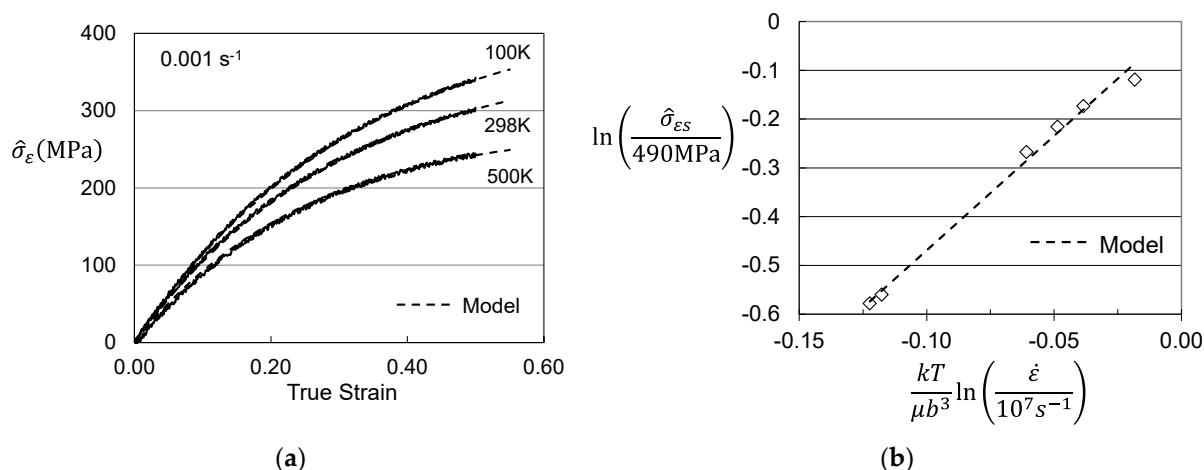 400
0.001 s-1
100K
300
298K
σ̂ε(MPa)
200
500K
100
Model
0
0.00 0.20 0.40 0.60
True Strain
(a)
0
-0.1
-0.2
ln(σ̂εs/490MPa)
-0.3
-0.4
Model
-0.5
-0.6
-0.15 -0.10 -0.05 0.00
kT/μb³ ln(ε̇/10⁷s⁻¹)
(b)